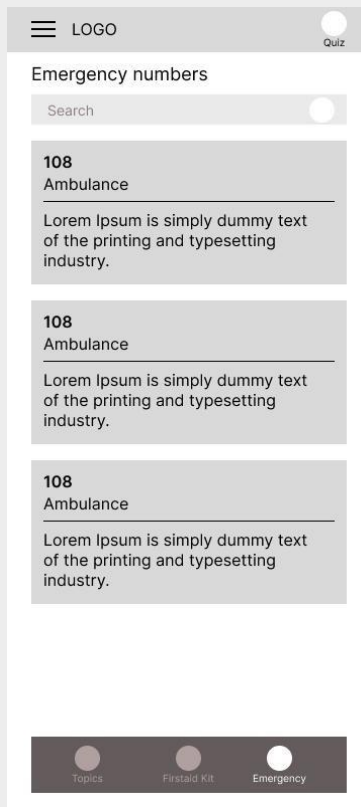 LOGO
Quiz
Emergency numbers
Search
108
Ambulance
Lorem Ipsum is simply dummy text
of the printing and typesetting
industry.
108
Ambulance
Lorem Ipsum is simply dummy text
of the printing and typesetting
industry.
108
Ambulance
Lorem Ipsum is simply dummy text
of the printing and typesetting
industry.
Topics
Firstaid Kit
Emergency